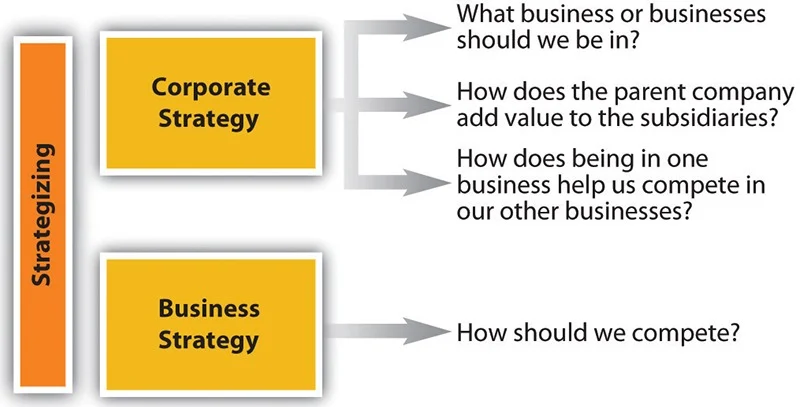 Strategizing
Corporate
Strategy
What business or businesses
should we be in?
How does the parent company
add value to the subsidiaries?
How does being in one
business help us compete in
our other businesses?
Business
Strategy
How should we compete?